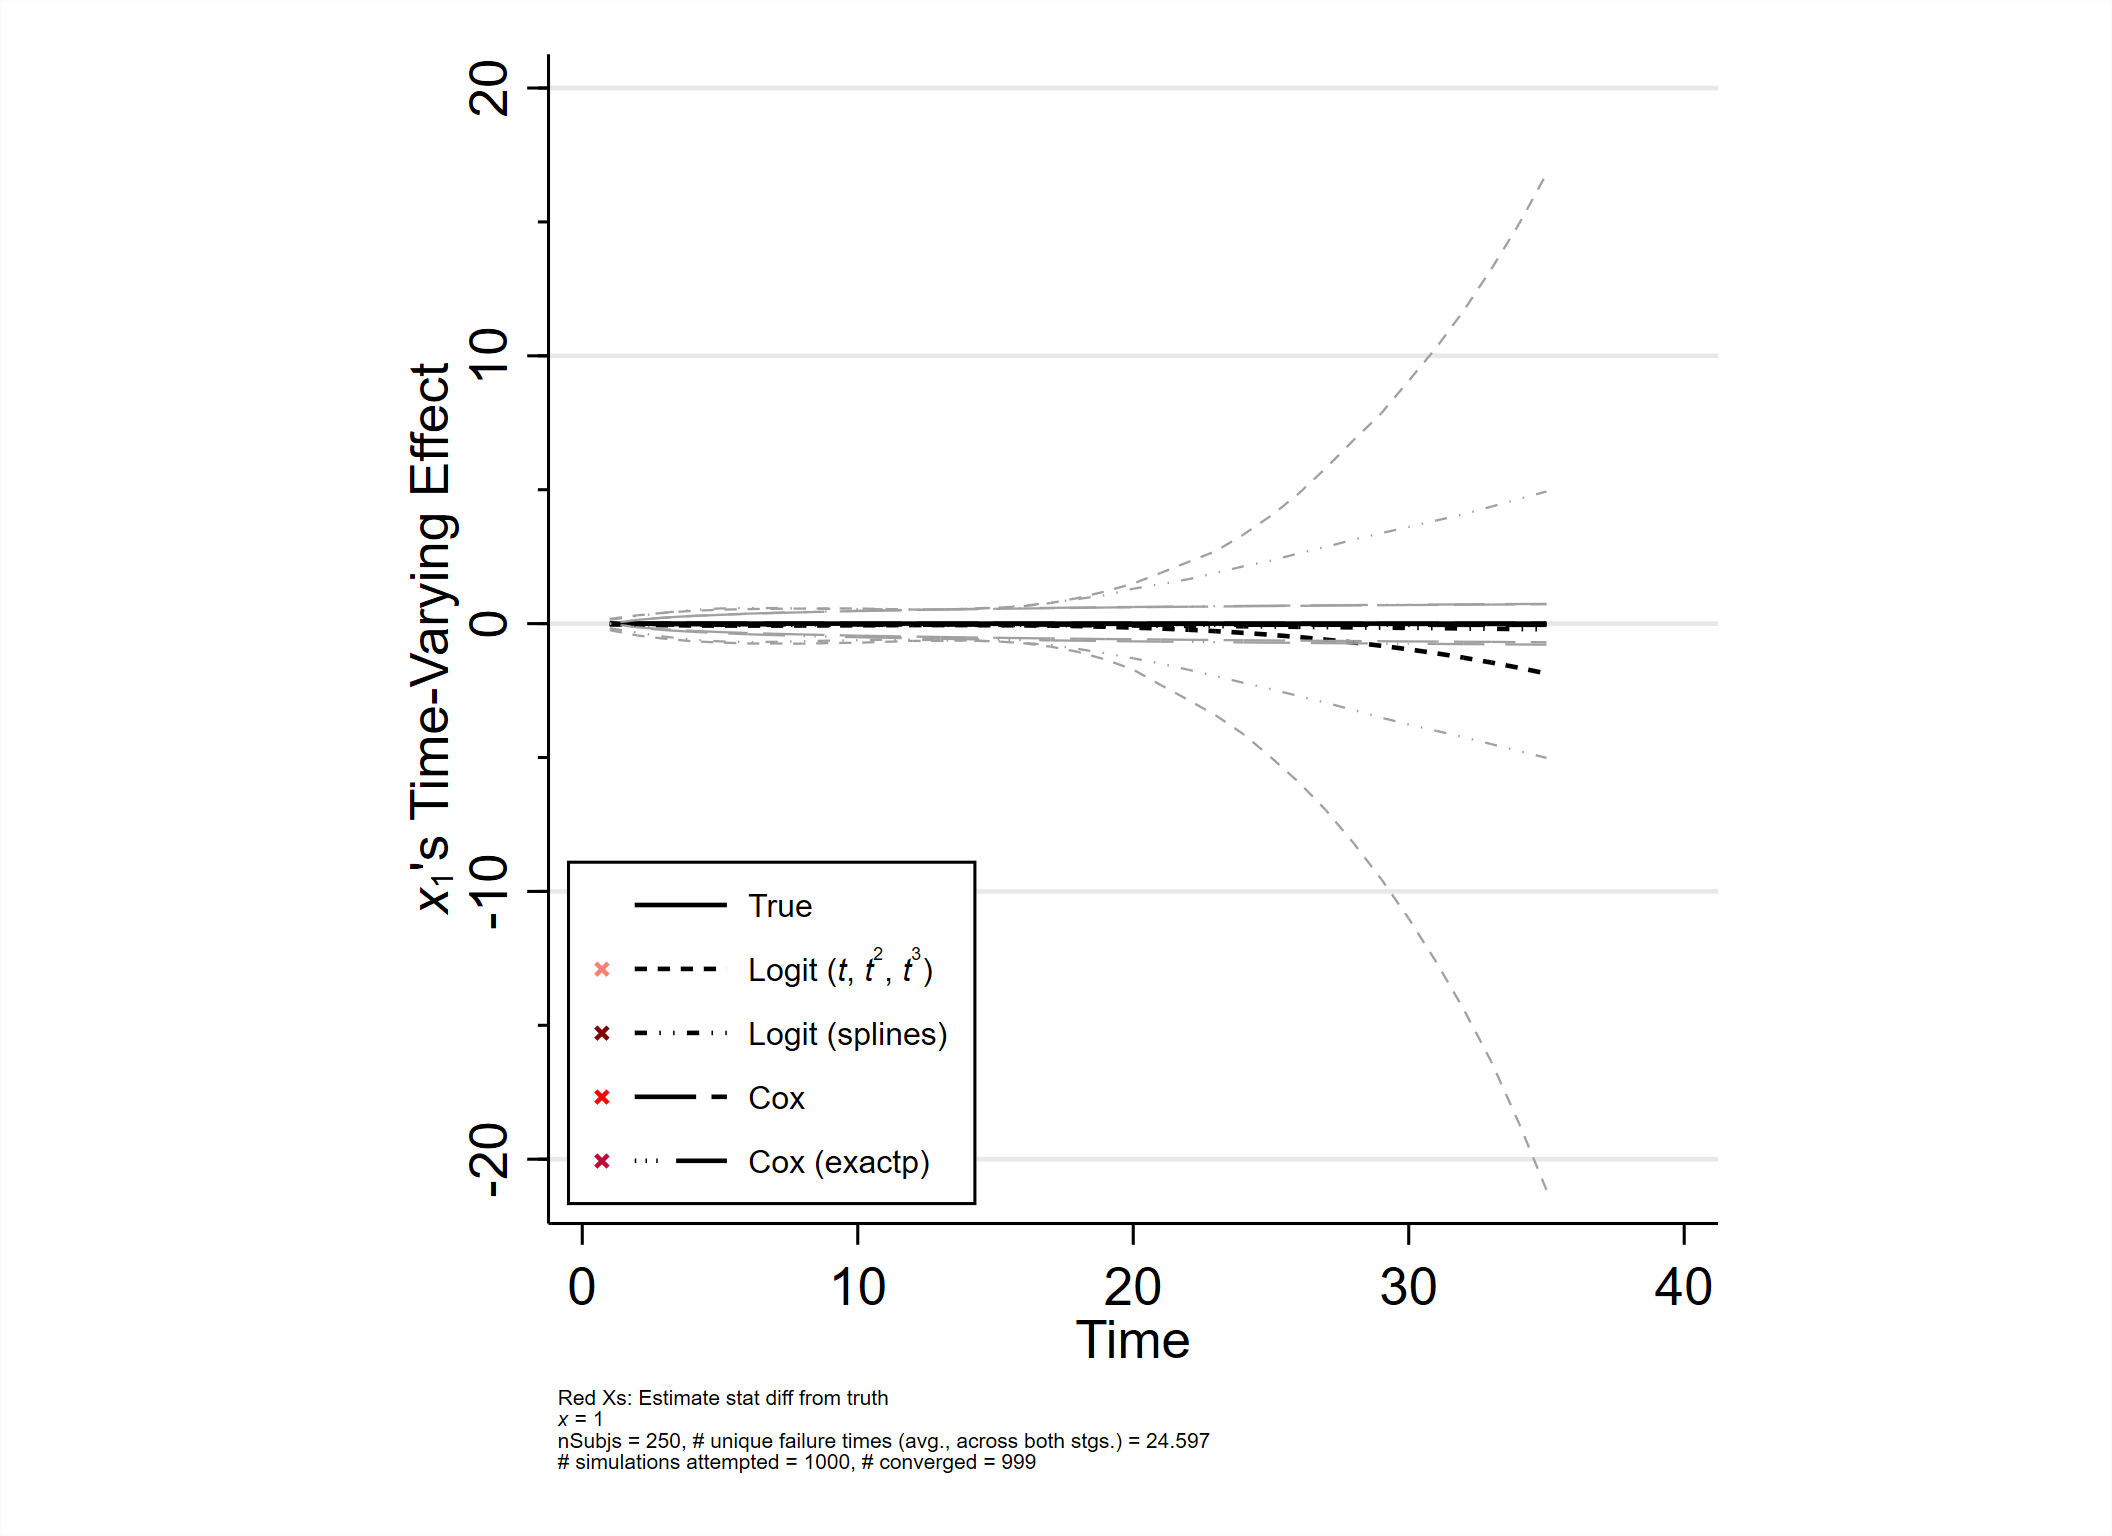 20
10
0
-10
-20
x₁'s Time-Varying Effect
True
Logit (t, t², t³)
Logit (splines)
Cox
Cox (exactp)
0 10 20 30 40
Time
Red Xs: Estimate stat diff from truth
x = 1
nSubjs = 250, # unique failure times (avg., across both stgs.) = 24.597
# simulations attempted = 1000, # converged = 999